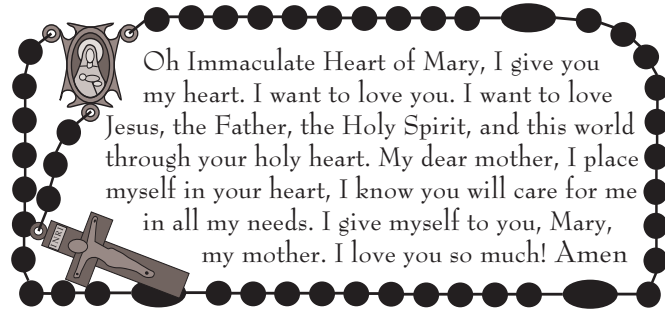 Oh Immaculate Heart of Mary, I give you
my heart. I want to love you. I want to love
Jesus, the Father, the Holy Spirit, and this world
through your holy heart. My dear mother, I place
myself in your heart, I know you will care for me
in all my needs. I give myself to you, Mary,
my mother. I love you so much! Amen
INRI